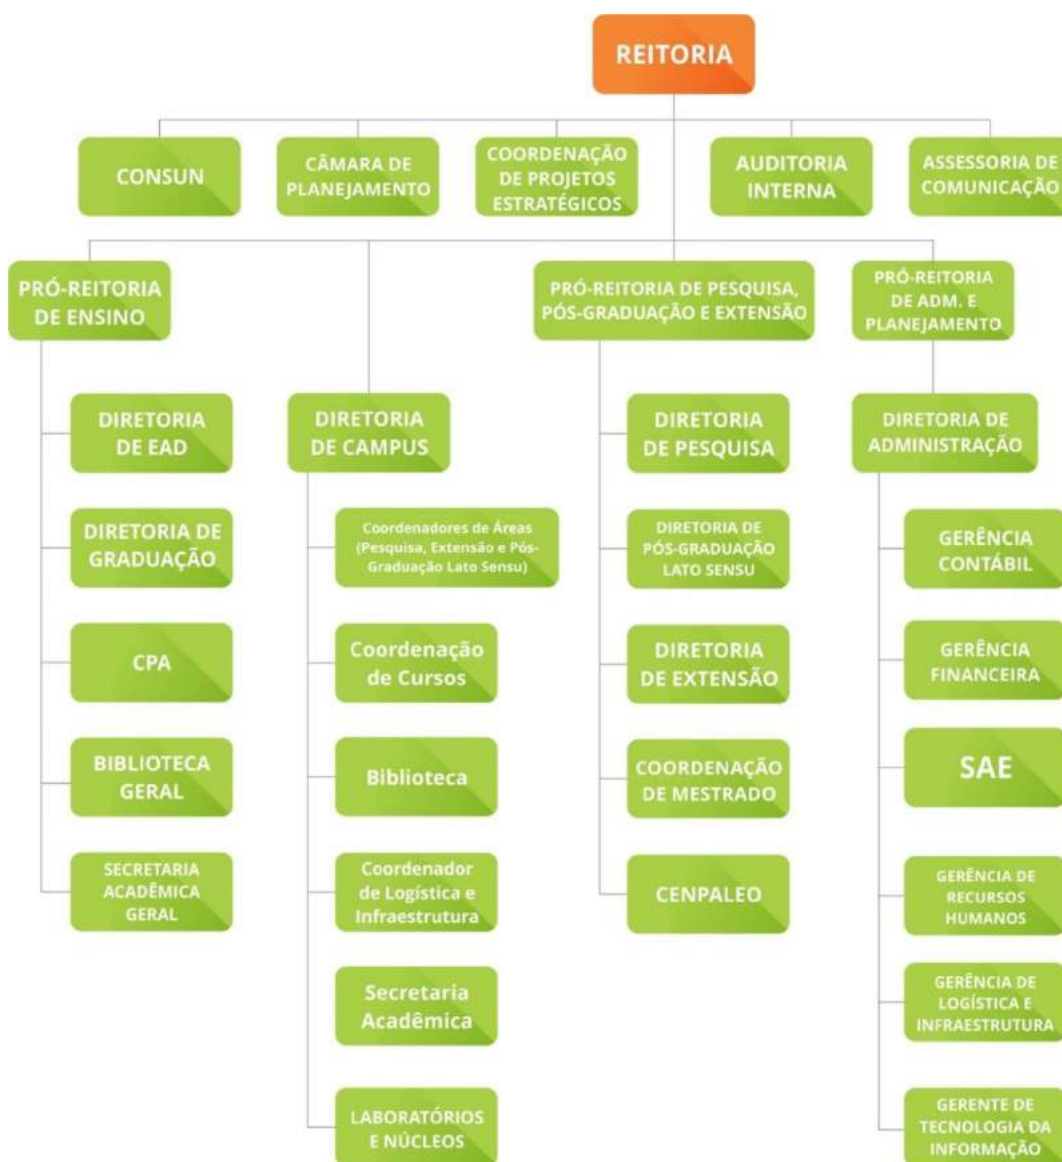 REITORIA
CONSUN
CÂMARA DE
PLANEJAMENTO
COORDENAÇÃO
DE PROJETOS
ESTRATÉGICOS
AUDITORIA
INTERNA
ASSESSORIA DE
COMUNICAÇÃO
PRÓ-REITORIA
DE ENSINO
PRÓ-REITORIA DE PESQUISA,
PÓS-GRADUAÇÃO E EXTENSÃO
PRÓ-REITORIA
DE ADM. E
PLANEJAMENTO
DIRETORIA
DE EAD
DIRETORIA DE
GRADUAÇÃO
CPA
BIBLIOTECA
GERAL
SECRETARIA
ACADÊMICA
GERAL
DIRETORIA
DE CAMPUS
Coordenadores de Áreas
(Pesquisa, Extensão e Pós-
Graduação Lato Sensu)
Coordenação
de Cursos
Biblioteca
Coordenador
de Logística e
Infraestrutura
Secretaria
Acadêmica
LABORATÓRIOS
E NÚCLEOS
DIRETORIA
DE PESQUISA
DIRETORIA DE
PÓS-GRADUAÇÃO
LATO SENSU
DIRETORIA
DE EXTENSÃO
COORDENAÇÃO
DE MESTRADO
CENPALEO
DIRETORIA DE
ADMINISTRAÇÃO
GERÊNCIA
CONTÁBIL
GERÊNCIA
FINANCEIRA
SAE
GERÊNCIA DE
RECURSOS
HUMANOS
GERÊNCIA DE
LOGÍSTICA E
INFRAESTRUTURA
GERENTE DE
TECNOLOGIA DA
INFORMAÇÃO